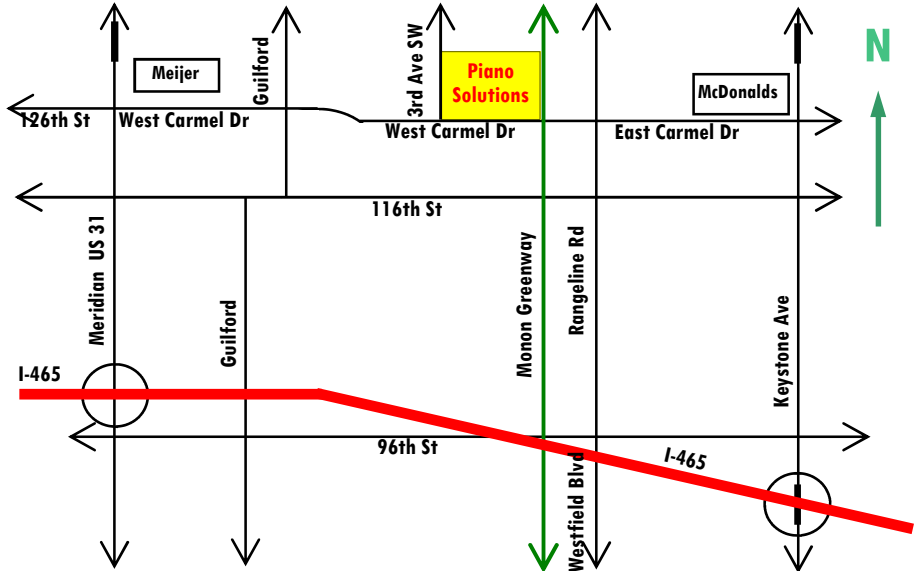 N
Guilford
3rd Ave SW
Meijer
Piano
Solutions
McDonalds
126th St
West Carmel Dr
West Carmel Dr
East Carmel Dr
116th St
Meridian US 31
Guilford
Monon Greenway
Rangeline Rd
Keystone Ave
I-465
96th St
I-465
Westfield Blvd